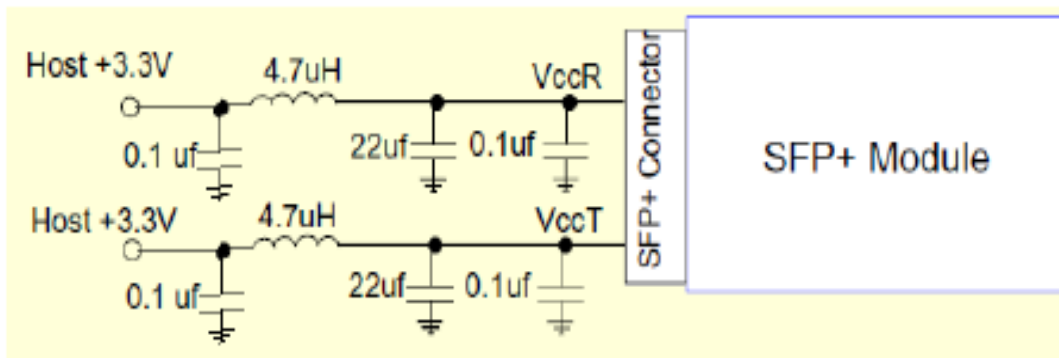 Host +3.3V
4.7uH
VccR
0.1 uf
22uf
0.1uf
Host +3.3V
4.7uH
VccT
0.1 uf
22uf
0.1uf
SFP+ Connector
SFP+ Module